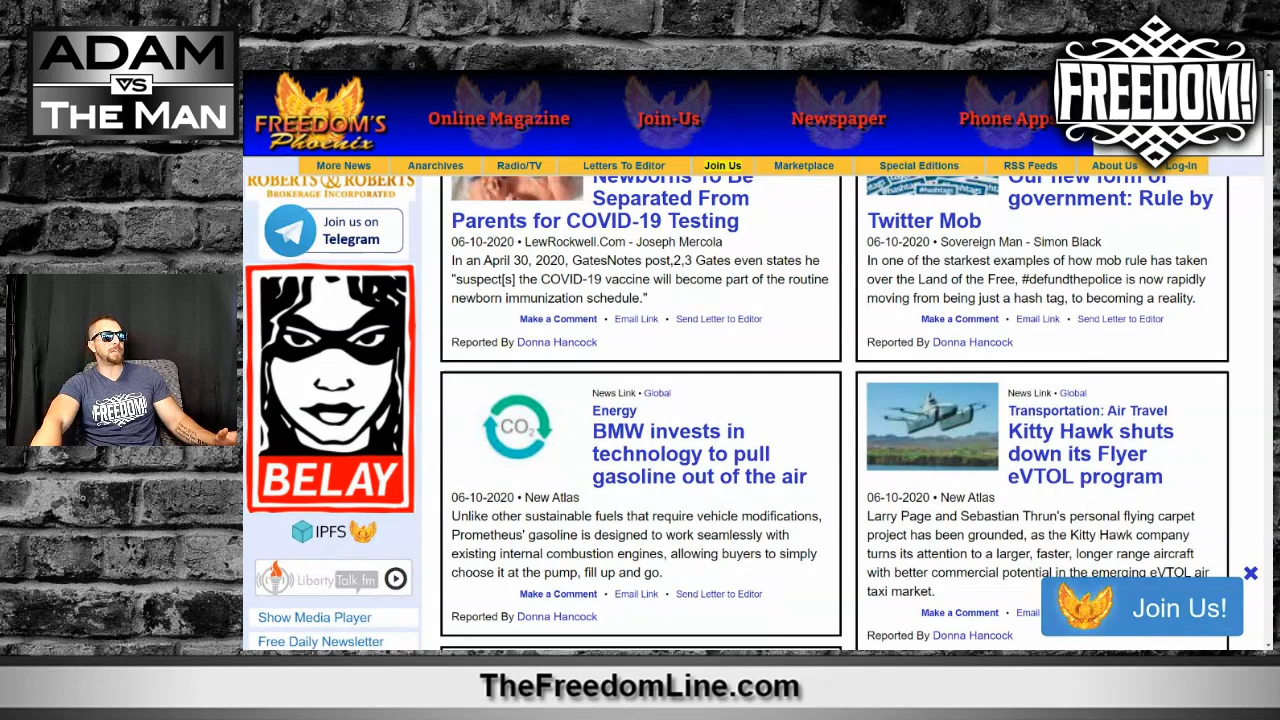 ADAM
VS
THE MAN
FREEDOM'S
Phoenix
Online Magazine
Join-Us
Newspaper
Phone Apps
FREEDOM!
More News
Anarchives
Radio/TV
Letters To Editor
Join Us
Marketplace
Special Editions
RSS Feeds
About Us
Log-In
ROBERTS & ROBERTS
BROKERAGE INCORPORATED
Join us on
Telegram
BELAY
IPFS
LibertyTalk.fm
Show Media Player
Free Daily Newsletter
FREEDOM!
Newborns To Be
Separated From
Parents for COVID-19 Testing
06-10-2020 • LewRockwell.Com - Joseph Mercola
In an April 30, 2020, GatesNotes post,2,3 Gates even states he
"suspect[s] the COVID-19 vaccine will become part of the routine
newborn immunization schedule."
Make a Comment • Email Link • Send Letter to Editor
Reported By Donna Hancock
Our new form of
government: Rule by
Twitter Mob
06-10-2020 • Sovereign Man - Simon Black
In one of the starkest examples of how mob rule has taken
over the Land of the Free, #defundthepolice is now rapidly
moving from being just a hash tag, to becoming a reality.
Make a Comment • Email Link • Send Letter to Editor
Reported By Donna Hancock
News Link • Global
Energy
CO2
BMW invests in
technology to pull
gasoline out of the air
06-10-2020 • New Atlas
Unlike other sustainable fuels that require vehicle modifications,
Prometheus' gasoline is designed to work seamlessly with
existing internal combustion engines, allowing buyers to simply
choose it at the pump, fill up and go.
Make a Comment • Email Link • Send Letter to Editor
Reported By Donna Hancock
News Link • Global
Transportation: Air Travel
Kitty Hawk shuts
down its Flyer
eVTOL program
06-10-2020 • New Atlas
Larry Page and Sebastian Thrun's personal flying carpet
project has been grounded, as the Kitty Hawk company
turns its attention to a larger, faster, longer range aircraft
with better commercial potential in the emerging eVTOL air
taxi market.
Make a Comment • Email
Reported By Donna Hancock
Join Us!
TheFreedomLine.com